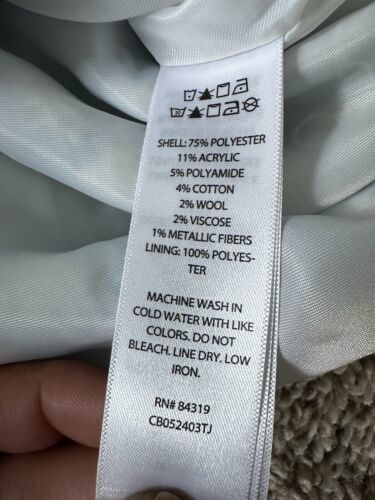 SHELL: 75% POLYESTER
11% ACRYLIC
5% POLYAMIDE
4% COTTON
2% WOOL
2% VISCOSE
1% METALLIC FIBERS
LINING: 100% POLYES-
TER
MACHINE WASH IN
COLD WATER WITH LIKE
COLORS. DO NOT
BLEACH. LINE DRY. LOW
IRON.
RN# 84319
CB052403TJ